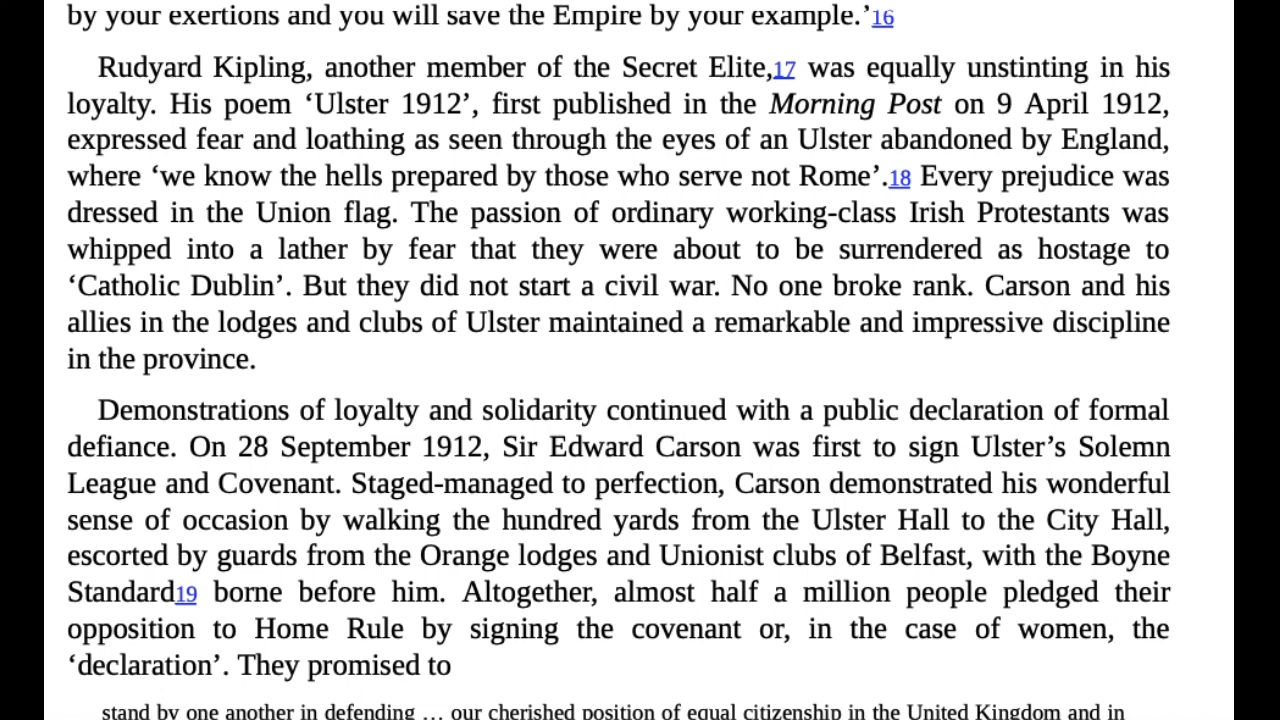 by your exertions and you will save the Empire by your example.’16
Rudyard Kipling, another member of the Secret Elite,17 was equally unstinting in his
loyalty. His poem ‘Ulster 1912’, first published in the Morning Post on 9 April 1912,
expressed fear and loathing as seen through the eyes of an Ulster abandoned by England,
where ‘we know the hells prepared by those who serve not Rome’.18 Every prejudice was
dressed in the Union flag. The passion of ordinary working-class Irish Protestants was
whipped into a lather by fear that they were about to be surrendered as hostage to
‘Catholic Dublin’. But they did not start a civil war. No one broke rank. Carson and his
allies in the lodges and clubs of Ulster maintained a remarkable and impressive discipline
in the province.
Demonstrations of loyalty and solidarity continued with a public declaration of formal
defiance. On 28 September 1912, Sir Edward Carson was first to sign Ulster’s Solemn
League and Covenant. Staged-managed to perfection, Carson demonstrated his wonderful
sense of occasion by walking the hundred yards from the Ulster Hall to the City Hall,
escorted by guards from the Orange lodges and Unionist clubs of Belfast, with the Boyne
Standard19 borne before him. Altogether, almost half a million people pledged their
opposition to Home Rule by signing the covenant or, in the case of women, the
‘declaration’. They promised to
stand by one another in defending … our cherished position of equal citizenship in the United Kingdom and in